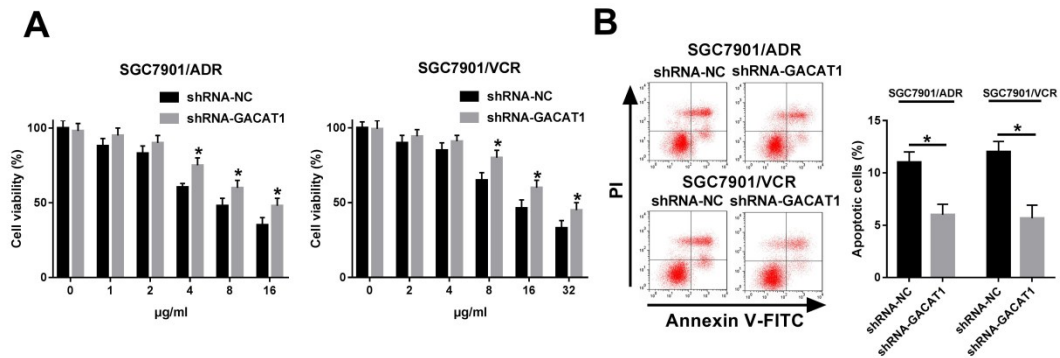 A
SGC7901/ADR
shRNA-NC
shRNA-GACAT1
Cell viability (%)
100
50
0
0 1 2 4 8 16
* * *
µg/ml
SGC7901/VCR
shRNA-NC
shRNA-GACAT1
Cell viability (%)
100
50
0
0 2 4 8 16 32
* * *
µg/ml
B
SGC7901/ADR
shRNA-NC shRNA-GACAT1
SGC7901/VCR
shRNA-NC shRNA-GACAT1
PI
Annexin V-FITC
SGC7901/ADR SGC7901/VCR
* *
Apoptotic cells (%)
15
10
5
0
shRNA-NC
shRNA-GACAT1
shRNA-NC
shRNA-GACAT1